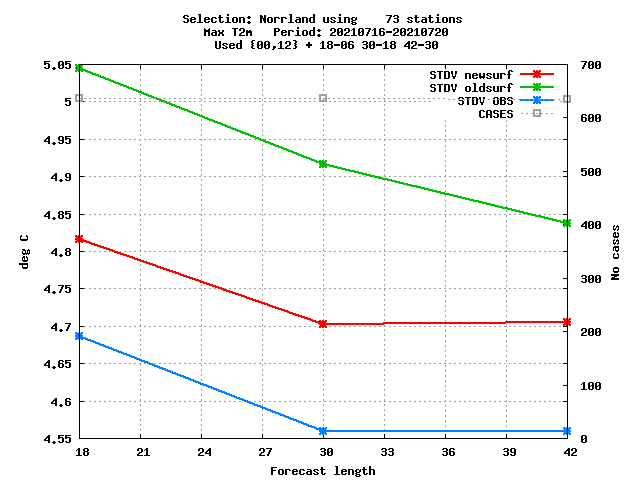 Selection: Norrland using    73 stations
Max T2m   Period: 20210716-20210720
Used {00,12} + 18-06 30-18 42-30
STDV newsurf
STDV oldsurf
STDV OBS
CASES
deg C
5.05
5
4.95
4.9
4.85
4.8
4.75
4.7
4.65
4.6
4.55
700
600
500
400
300
200
100
0
No cases
18 21 24 27 30 33 36 39 42
Forecast length